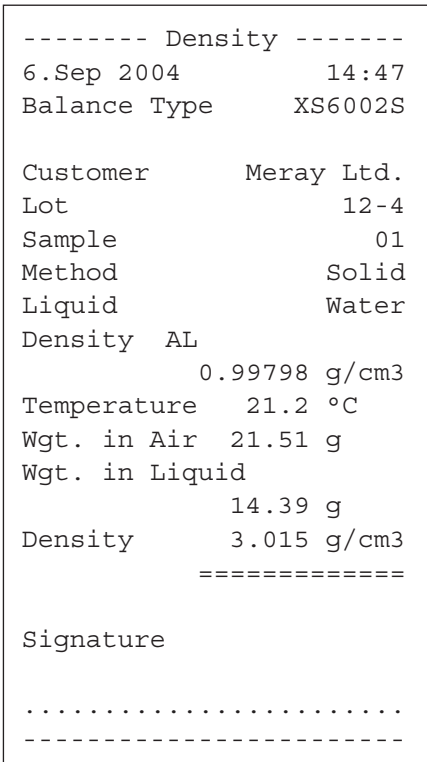 -------- Density -------
6.Sep 2004         14:47
Balance Type     XS6002S
Customer      Meray Ltd.
Lot                 12-4
Sample                01
Method             Solid
Liquid             Water
Density  AL
           0.99798 g/cm3
Temperature   21.2 °C
Wgt. in Air 21.51 g
Wgt. in Liquid
             14.39 g
Density      3.015 g/cm3
           =============
Signature
........................
------------------------